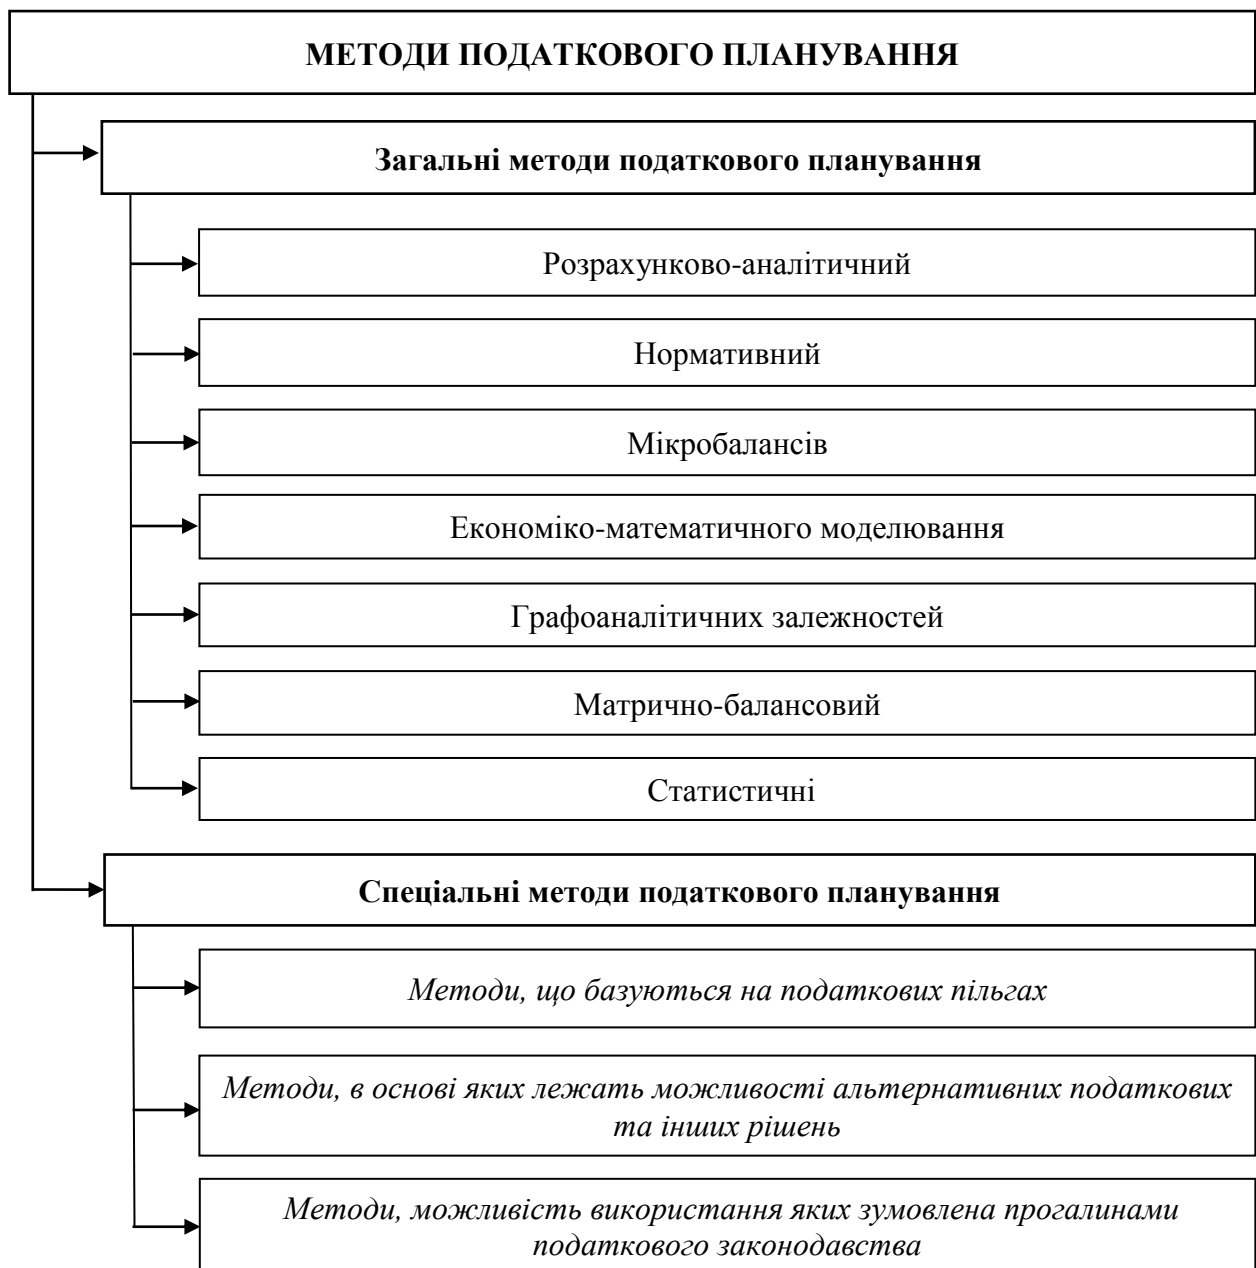 МЕТОДИ ПОДАТКОВОГО ПЛАНУВАННЯ
Загальні методи податкового планування
Розрахунково-аналітичний
Нормативний
Мікробалансів
Економіко-математичного моделювання
Графоаналітичних залежностей
Матрично-балансовий
Статистичні
Спеціальні методи податкового планування
Методи, що базуються на податкових пільгах
Методи, в основі яких лежать можливості альтернативних податкових
та інших рішень
Методи, можливість використання яких зумовлена прогалинами
податкового законодавства